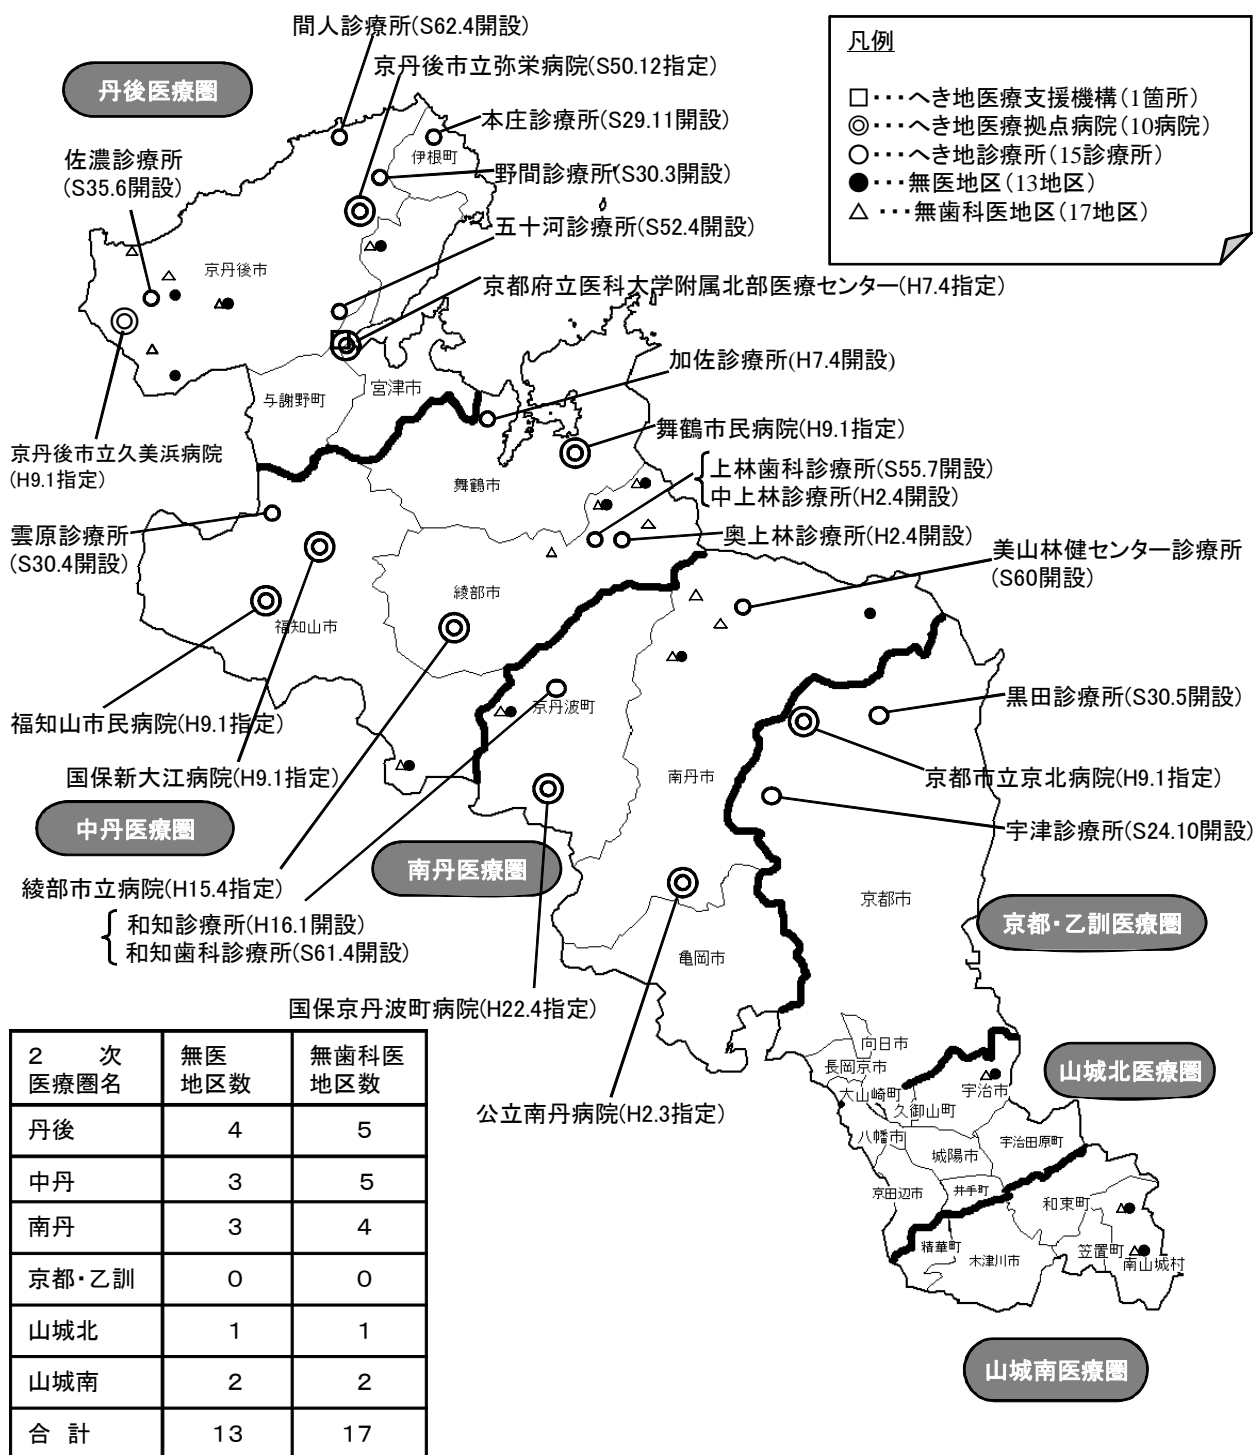 間人診療所(S62.4開設)
京丹後市立弥栄病院(S50.12指定)
丹後医療圏
本庄診療所(S29.11開設)
伊根町
佐濃診療所
(S35.6開設)
野間診療所(S30.3開設)
五十河診療所(S52.4開設)
京丹後市
京都府立医科大学附属北部医療センター(H7.4指定)
凡例
□・・・へき地医療支援機構(1箇所)
◎・・・へき地医療拠点病院(10病院)
○・・・へき地診療所(15診療所)
●・・・無医地区(13地区)
△・・・無歯科医地区(17地区)
加佐診療所(H7.4開設)
宮津市
与謝野町
京丹後市立久美浜病院
(H9.1指定)
舞鶴市民病院(H9.1指定)
舞鶴市
上林歯科診療所(S55.7開設)
中上林診療所(H2.4開設)
雲原診療所
(S30.4開設)
奥上林診療所(H2.4開設)
美山林健センター診療所
(S60開設)
綾部市
福知山市
黒田診療所(S30.5開設)
京丹波町
福知山市民病院(H9.1指定)
国保新大江病院(H9.1指定)
南丹市
京都市立京北病院(H9.1指定)
中丹医療圏
宇津診療所(S24.10開設)
南丹医療圏
綾部市立病院(H15.4指定)
京都市
京都・乙訓医療圏
和知診療所(H16.1開設)
和知歯科診療所(S61.4開設)
亀岡市
国保京丹波町病院(H22.4指定)
向日市
長岡京市
山城北医療圏
大山崎町
宇治市
久御山町
公立南丹病院(H2.3指定)
八幡市
宇治田原町
城陽市
京田辺市
井手町
和束町
精華町
笠置町
木津川市
南山城村
山城南医療圏
2 次医療圏名 無医地区数 無歯科医地区数
丹後 4 5
中丹 3 5
南丹 3 4
京都・乙訓 0 0
山城北 1 1
山城南 2 2
合 計 13 17